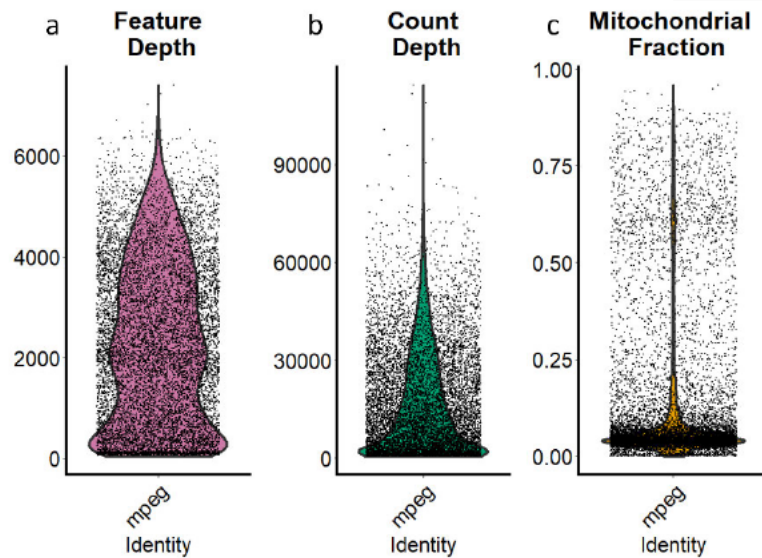 a
Feature
Depth
6000
4000
2000
0
mpeg
Identity
b
Count
Depth
90000
60000
30000
0
mpeg
Identity
c
Mitochondrial
Fraction
1.00
0.75
0.50
0.25
0.00
mpeg
Identity